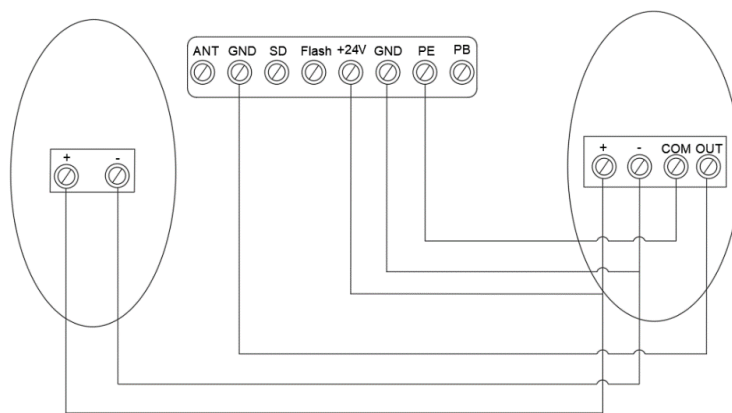 ANT GND SD Flash +24V GND PE PB
+ -
+ - COM OUT